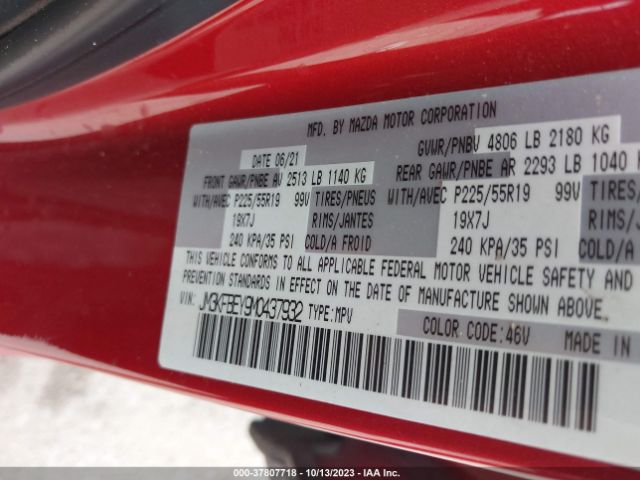 MFD. BY MAZDA MOTOR CORPORATION
DATE 06/21 GVWR/PNBV 4806 LB 2180 KG
FRONT GAWR/PNBE AV 2513 LB 1140 KG REAR GAWR/PNBE AR 2293 LB 1040
WITH/AVEC P225/55R19 99V TIRES/PNEUS WITH/AVEC P225/55R19 99V TIRES/
19X7J RIMS/JANTES 19X7J RIMS/
240 KPA/35 PSI COLD/A FROID 240 KPA/35 PSI COLD/A
THIS VEHICLE CONFORMS TO ALL APPLICABLE FEDERAL MOTOR VEHICLE SAFETY AND
PREVENTION STANDARDS IN EFFECT ON THE DATE OF MANUFACTURE SHOWN ABOVE.
VIN: JM3KFBEY9M0437932 TYPE:MPV
COLOR CODE:46V MADE IN
000-37807718 - 10/13/2023 - IAA Inc.